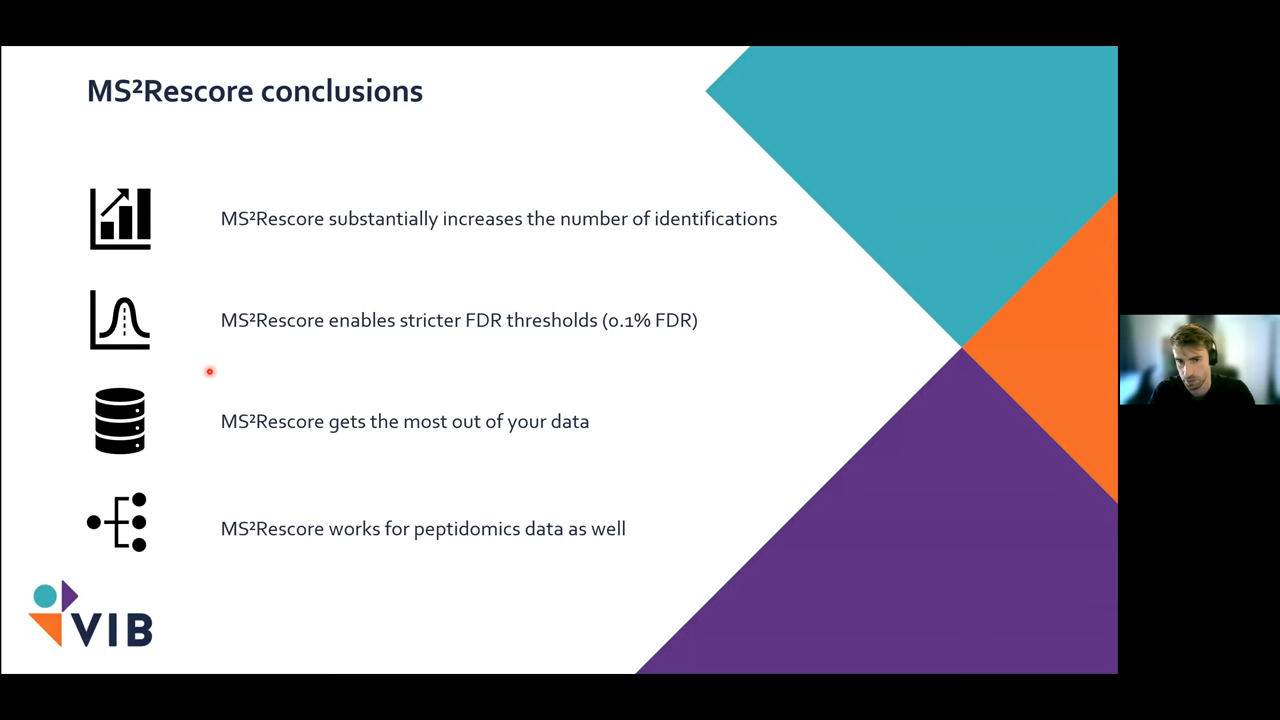 MS²Rescore conclusions
MS²Rescore substantially increases the number of identifications
MS²Rescore enables stricter FDR thresholds (0.1% FDR)
MS²Rescore gets the most out of your data
MS²Rescore works for peptidomics data as well
VIB